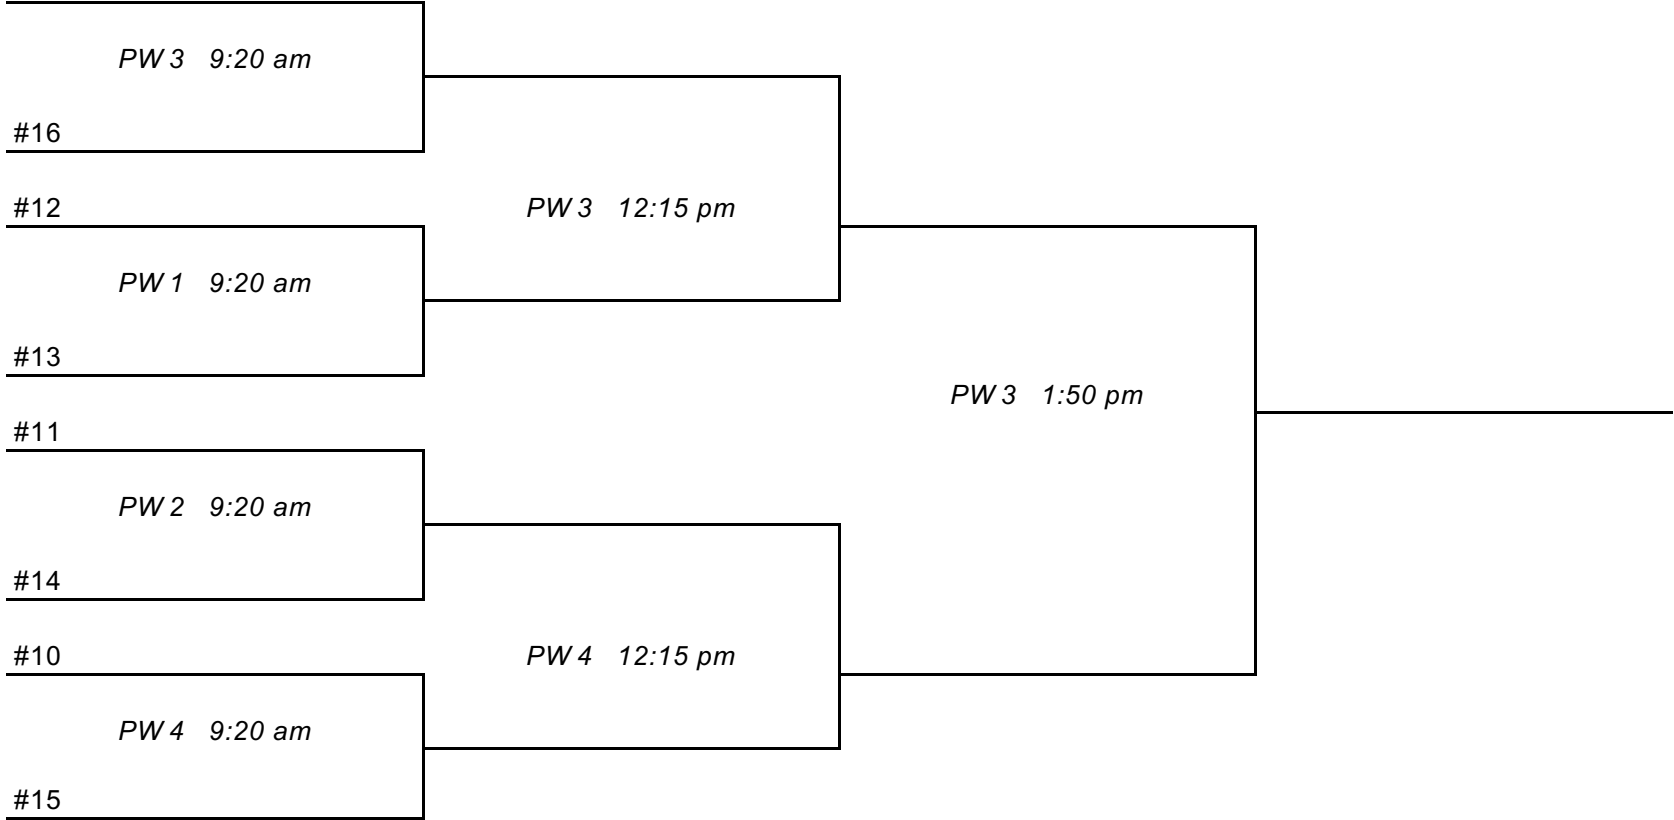 PW 3 9:20 am
#16
#12
PW 3 12:15 pm
PW 1 9:20 am
#13
PW 3 1:50 pm
#11
PW 2 9:20 am
#14
#10
PW 4 12:15 pm
PW 4 9:20 am
#15